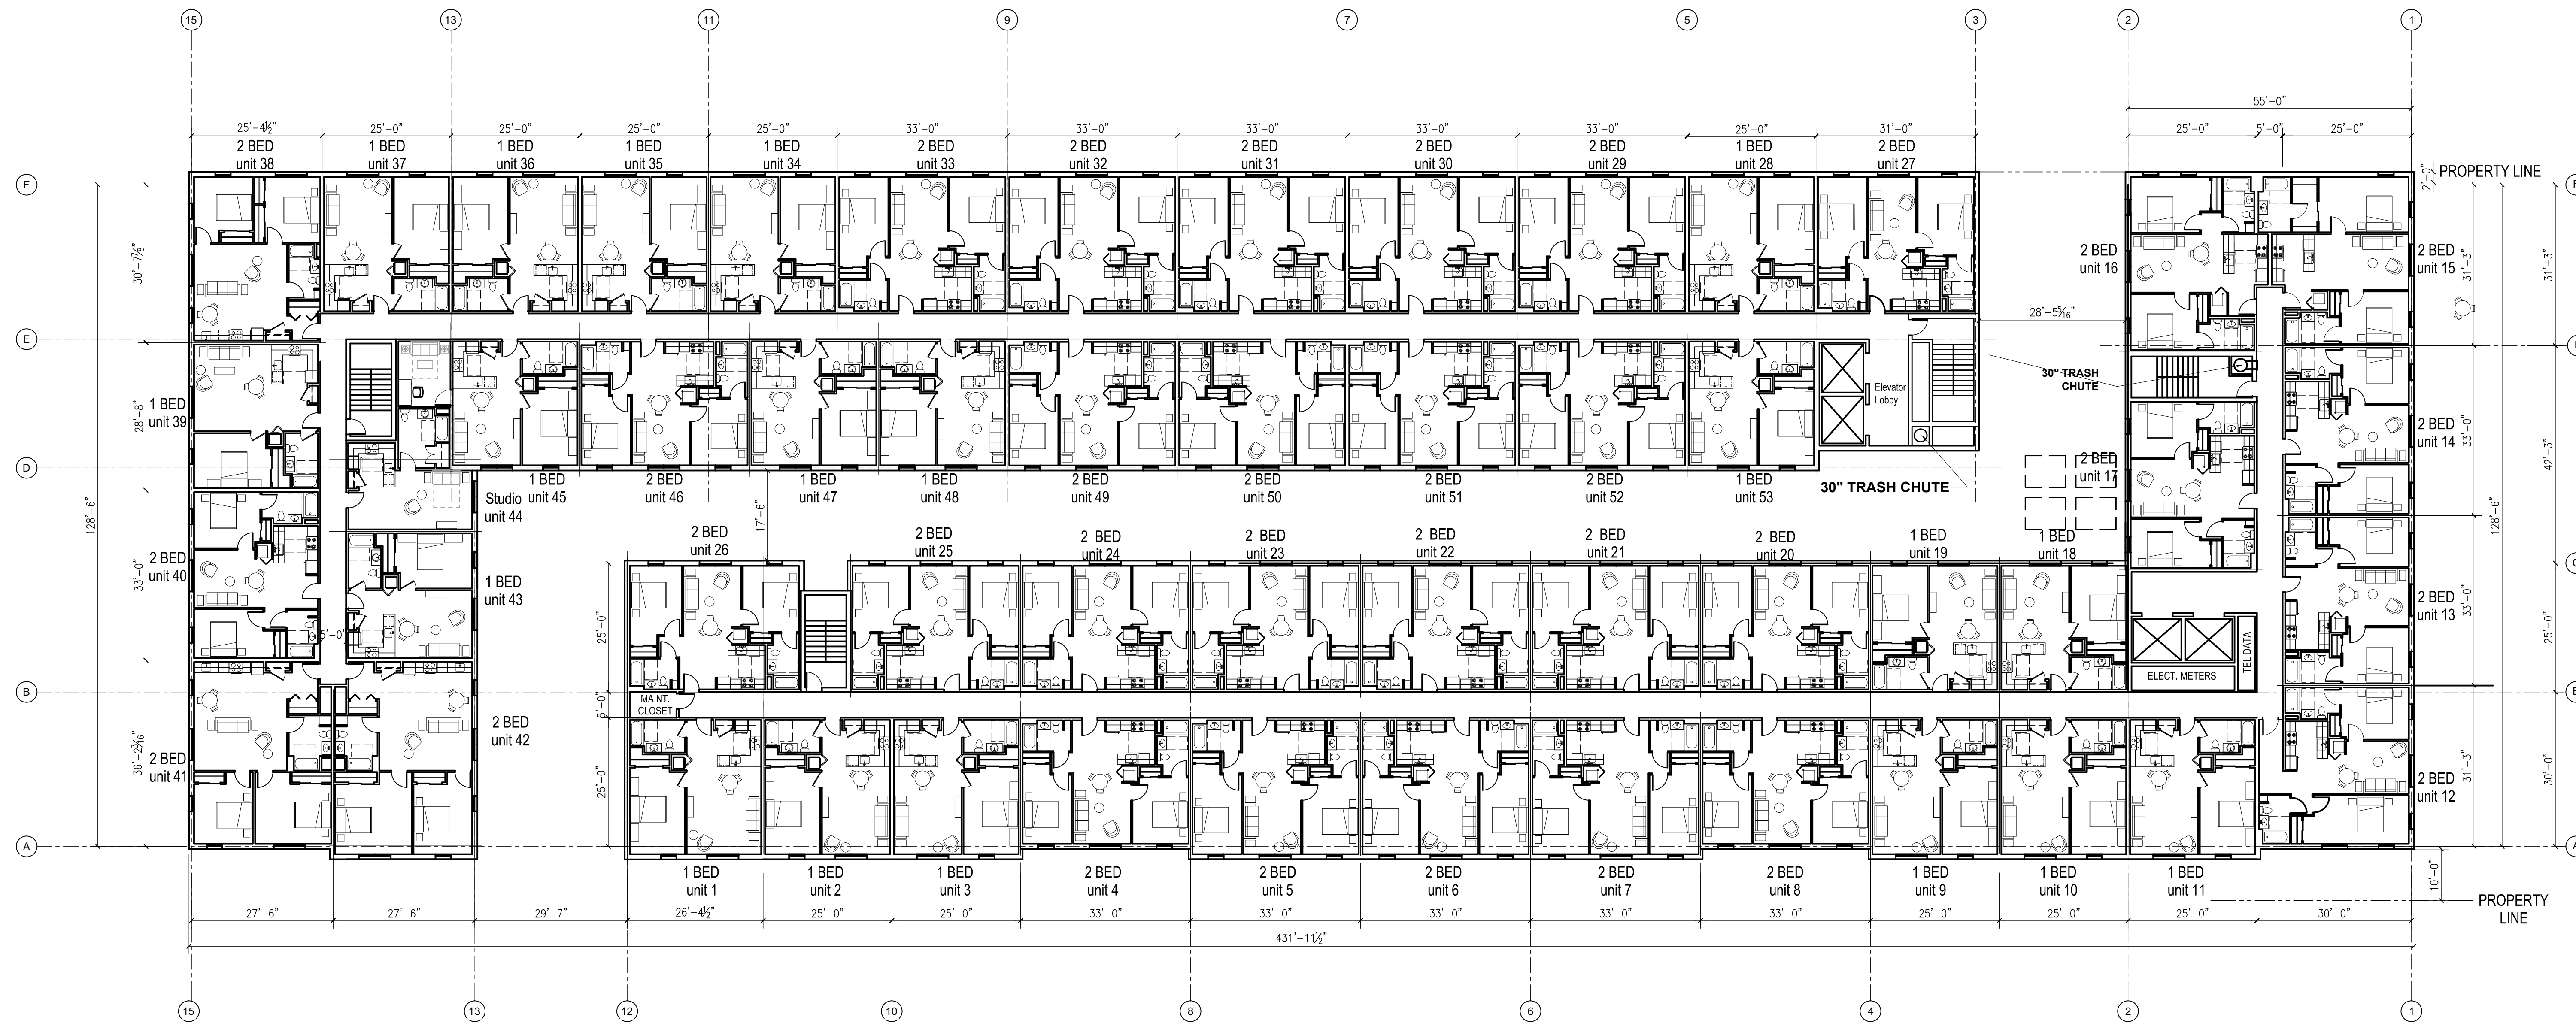 15 13 11 9 7 5 3 2 1
55'-0"
25'-4½" 25'-0" 25'-0" 25'-0" 25'-0" 33'-0" 33'-0" 33'-0" 33'-0" 33'-0" 25'-0" 31'-0" 25'-0" 5'-0" 25'-0"
2 BED
unit 38
1 BED
unit 37
1 BED
unit 36
1 BED
unit 35
1 BED
unit 34
2 BED
unit 33
2 BED
unit 32
2 BED
unit 31
2 BED
unit 30
2 BED
unit 29
1 BED
unit 28
2 BED
unit 27
2'-0"
PROPERTY LINE
F
F
2 BED
unit 16
2 BED
unit 15
30'-7⅞"
31'-3"
31'-3"
28'-5⁵⁄₁₆"
E
30" TRASH
CHUTE
Elevator
Lobby
1 BED
unit 39
28'-8"
2 BED
unit 14
33'-0"
42'-3"
D
2 BED
unit 17
Studio
unit 44
1 BED
unit 45
2 BED
unit 46
1 BED
unit 47
1 BED
unit 48
2 BED
unit 49
2 BED
unit 50
2 BED
unit 51
2 BED
unit 52
1 BED
unit 53
30" TRASH CHUTE
128'-6"
17'-6"
128'-6"
2 BED
unit 26
2 BED
unit 25
2 BED
unit 24
2 BED
unit 23
2 BED
unit 22
2 BED
unit 21
2 BED
unit 20
1 BED
unit 19
1 BED
unit 18
2 BED
unit 40
33'-0"
1 BED
unit 43
25'-0"
2 BED
unit 13
33'-0"
25'-0"
5'-0"
TEL DATA
ELECT. METERS
B
MAINT.
CLOSET
5'-0"
2 BED
unit 42
2 BED
unit 41
36'-2³⁄₁₆"
25'-0"
2 BED
unit 12
31'-3"
30'-0"
A
1 BED
unit 1
1 BED
unit 2
1 BED
unit 3
2 BED
unit 4
2 BED
unit 5
2 BED
unit 6
2 BED
unit 7
2 BED
unit 8
1 BED
unit 9
1 BED
unit 10
1 BED
unit 11
10'-0"
PROPERTY
LINE
27'-6" 27'-6" 29'-7" 26'-4½" 25'-0" 25'-0" 33'-0" 33'-0" 33'-0" 33'-0" 33'-0" 25'-0" 25'-0" 25'-0" 30'-0"
431'-11½"
15 13 12 10 8 6 4 2 1